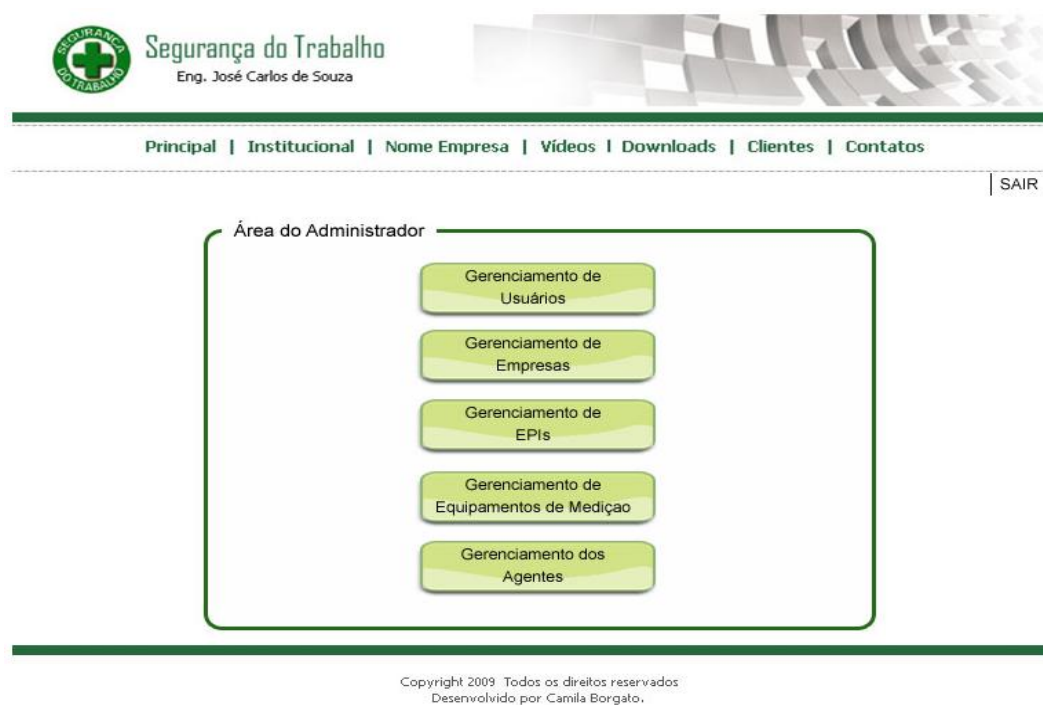 SEGURANÇA
DO TRABALHO
Segurança do Trabalho
Eng. José Carlos de Souza
Principal | Institucional | Nome Empresa | Vídeos | Downloads | Clientes | Contatos
| SAIR
Área do Administrador
Gerenciamento de
Usuários
Gerenciamento de
Empresas
Gerenciamento de
EPIs
Gerenciamento de
Equipamentos de Mediçao
Gerenciamento dos
Agentes
Copyright 2009 Todos os direitos reservados
Desenvolvido por Camila Borgato.